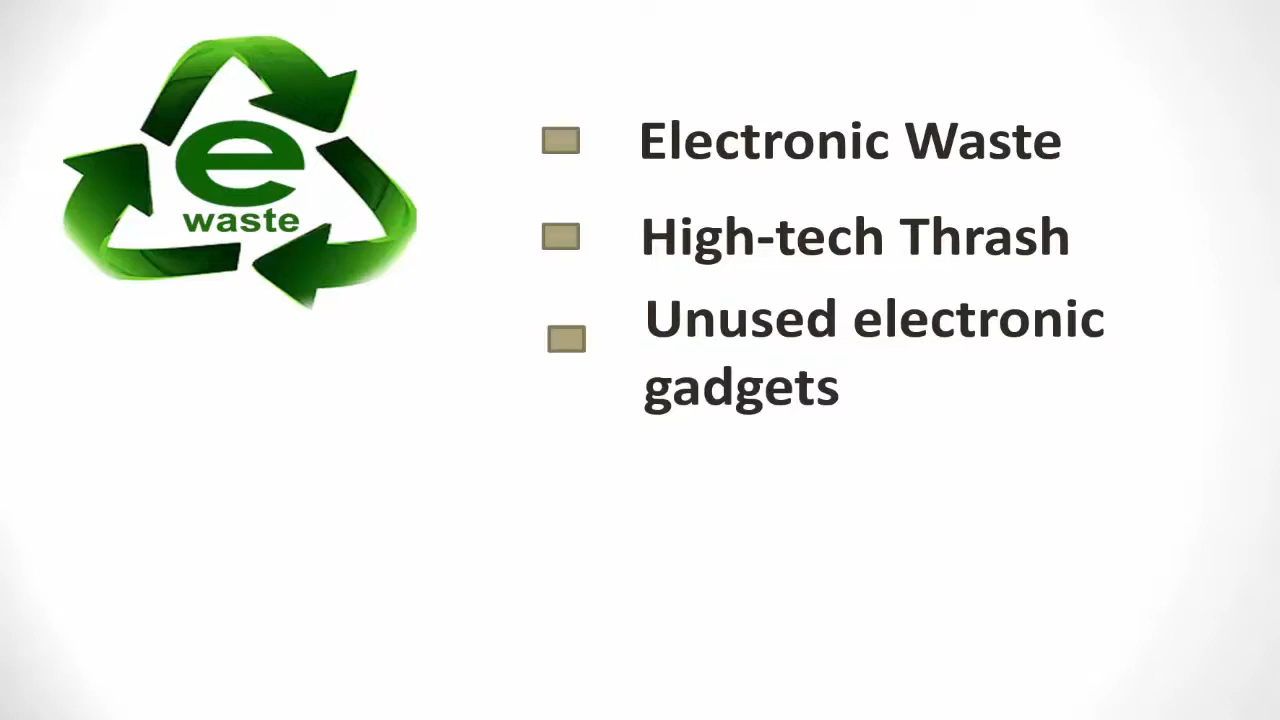 e
waste
Electronic Waste
High-tech Thrash
Unused electronic
gadgets